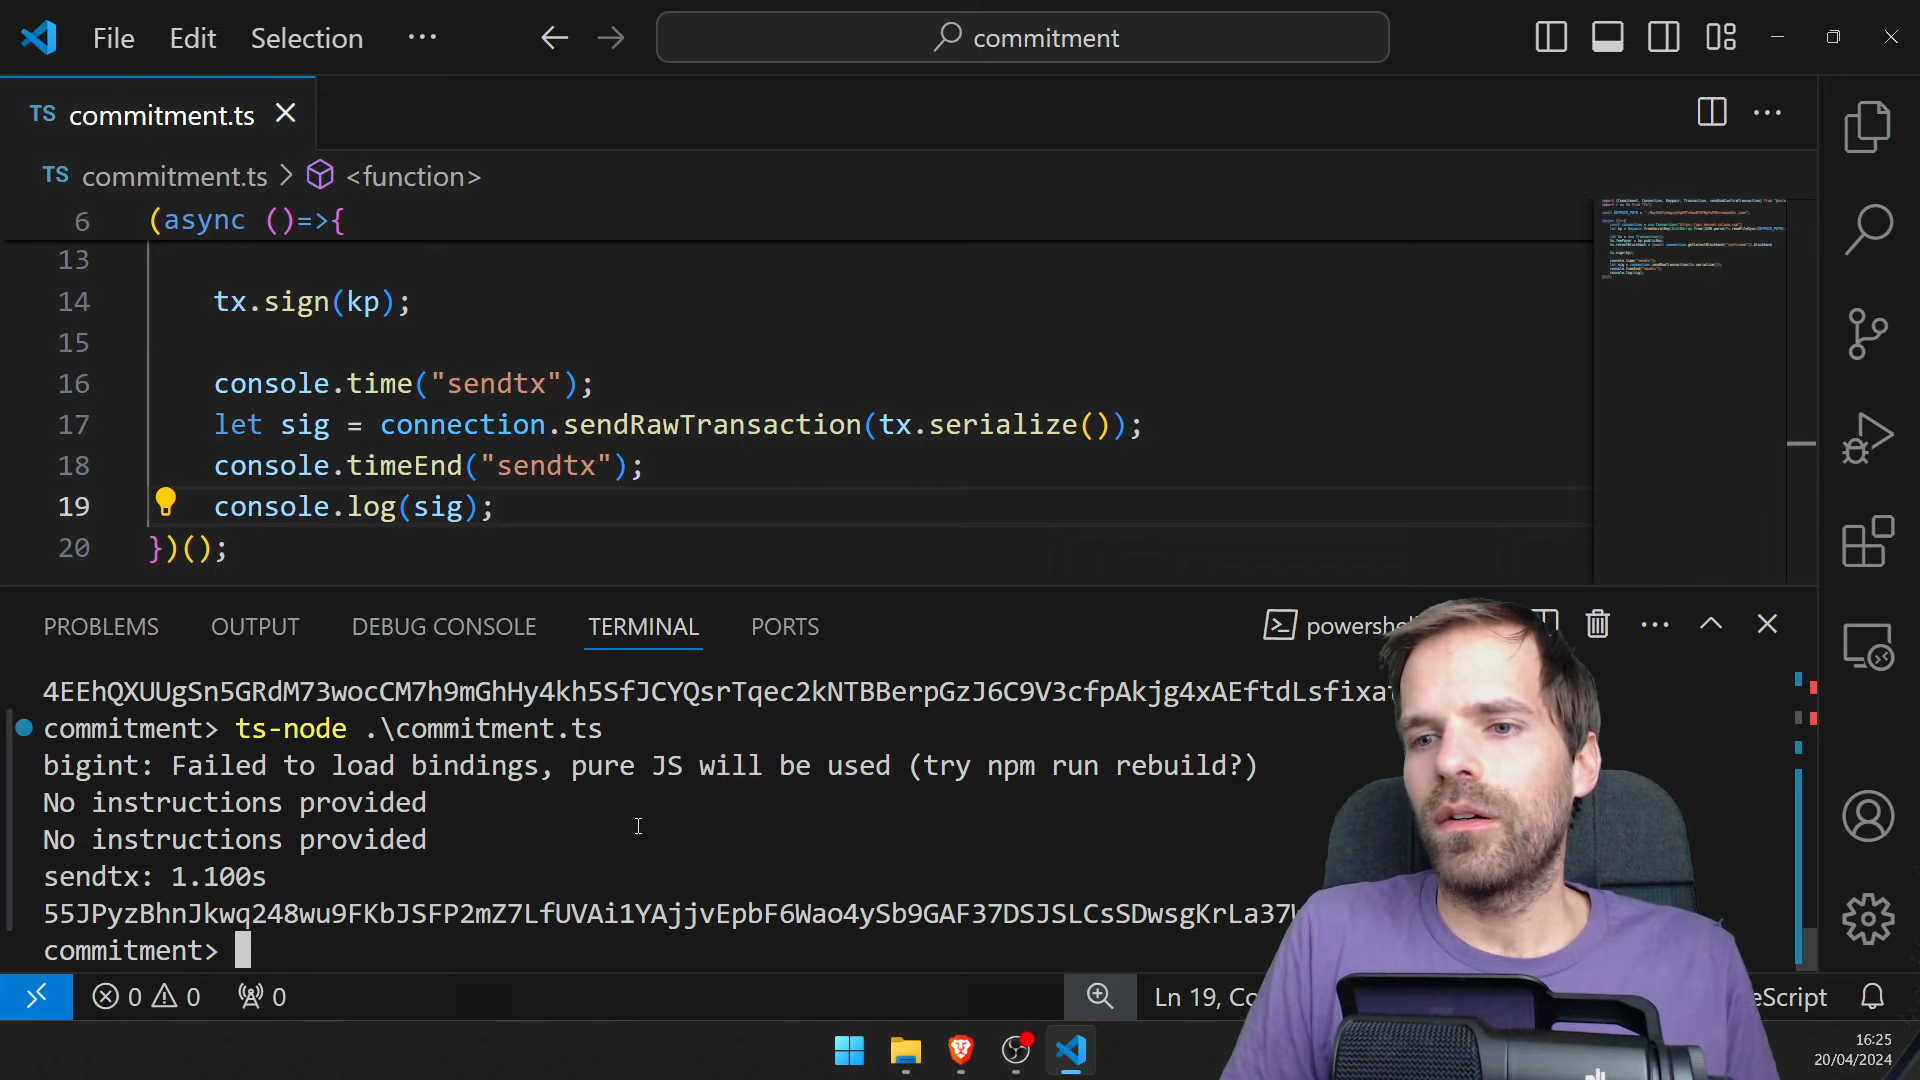 File Edit Selection ··· commitment
TS commitment.ts
TS commitment.ts > <function>
6 (async ()=>{
13
14 tx.sign(kp);
15
16 console.time("sendtx");
17 let sig = connection.sendRawTransaction(tx.serialize());
18 console.timeEnd("sendtx");
19 console.log(sig);
20 })();
PROBLEMS OUTPUT DEBUG CONSOLE TERMINAL PORTS
4EEhQXUUgSn5GRdM73wocCM7h9mGhHy4kh5SfJCYQsrTqec2kNTBBerpGzJ6C9V3cfpAkjg4xAEftdLsfixa
commitment> ts-node .\commitment.ts
bigint: Failed to load bindings, pure JS will be used (try npm run rebuild?)
No instructions provided
No instructions provided
sendtx: 1.100s
55JPyzBhnJkwq248wu9FKbJSFP2mZ7LfUVAi1YAjjvEpbF6Wao4ySb9GAF37DSJSLCsSDwsgKrLa37
commitment>
0 0 0 Ln 19,
16:25
20/04/2024